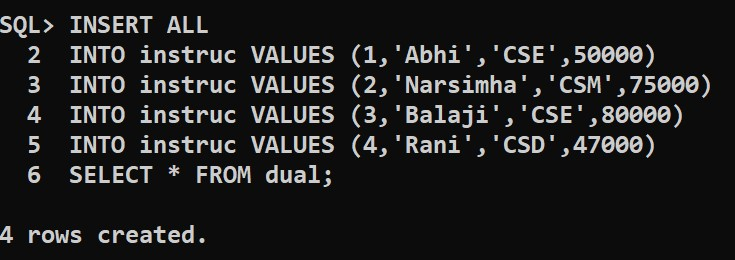 SQL> INSERT ALL
2 INTO instruc VALUES (1,'Abhi','CSE',50000)
3 INTO instruc VALUES (2,'Narsimha','CSM',75000)
4 INTO instruc VALUES (3,'Balaji','CSE',80000)
5 INTO instruc VALUES (4,'Rani','CSD',47000)
6 SELECT * FROM dual;
4 rows created.